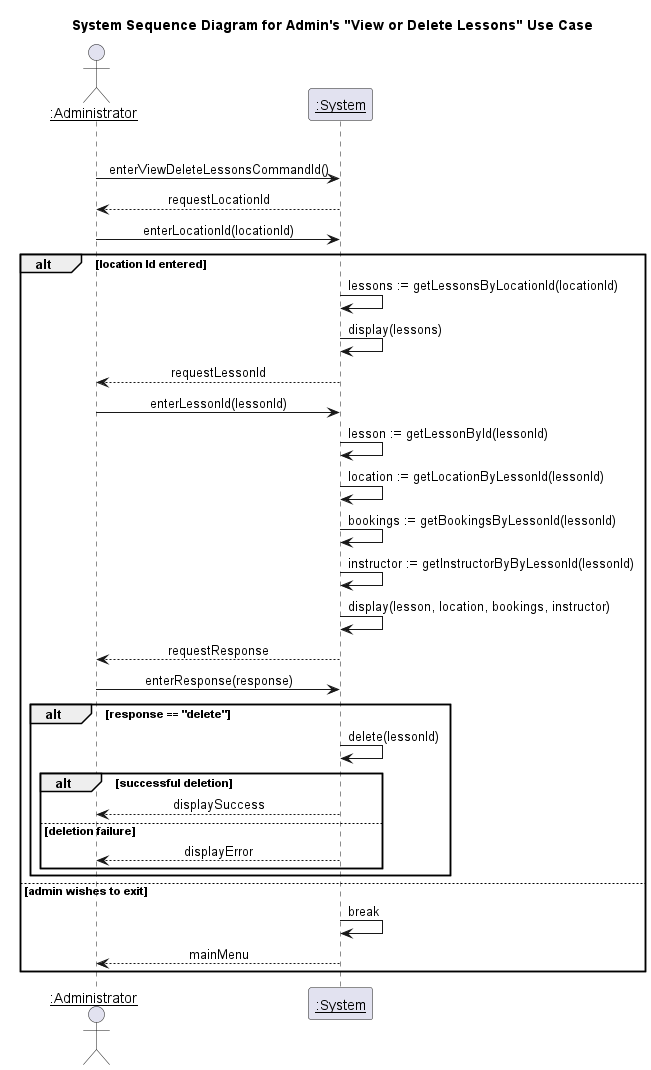 System Sequence Diagram for Admin's "View or Delete Lessons" Use Case
:Administrator
:System
enterViewDeleteLessonsCommandId()
requestLocationId
enterLocationId(locationId)
alt [location Id entered]
lessons := getLessonsByLocationId(locationId)
display(lessons)
requestLessonId
enterLessonId(lessonId)
lesson := getLessonById(lessonId)
location := getLocationByLessonId(lessonId)
bookings := getBookingsByLessonId(lessonId)
instructor := getInstructorByByLessonId(lessonId)
display(lesson, location, bookings, instructor)
requestResponse
enterResponse(response)
alt [response == "delete"]
delete(lessonId)
alt [successful deletion]
displaySuccess
[deletion failure]
displayError
[admin wishes to exit]
break
mainMenu
:Administrator
:System